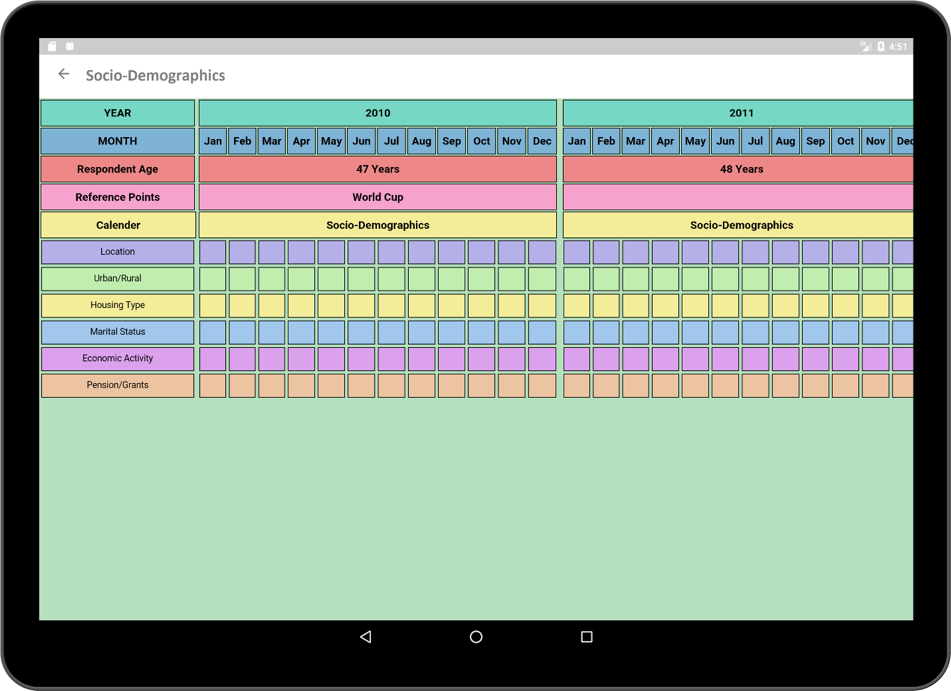 4:51
Socio-Demographics
YEAR 2010 2011
MONTH Jan Feb Mar Apr May Jun Jul Aug Sep Oct Nov Dec Jan Feb Mar Apr May Jun Jul Aug Sep Oct Nov Dec
Respondent Age 47 Years 48 Years
Reference Points World Cup
Calender Socio-Demographics Socio-Demographics
Location
Urban/Rural
Housing Type
Marital Status
Economic Activity
Pension/Grants